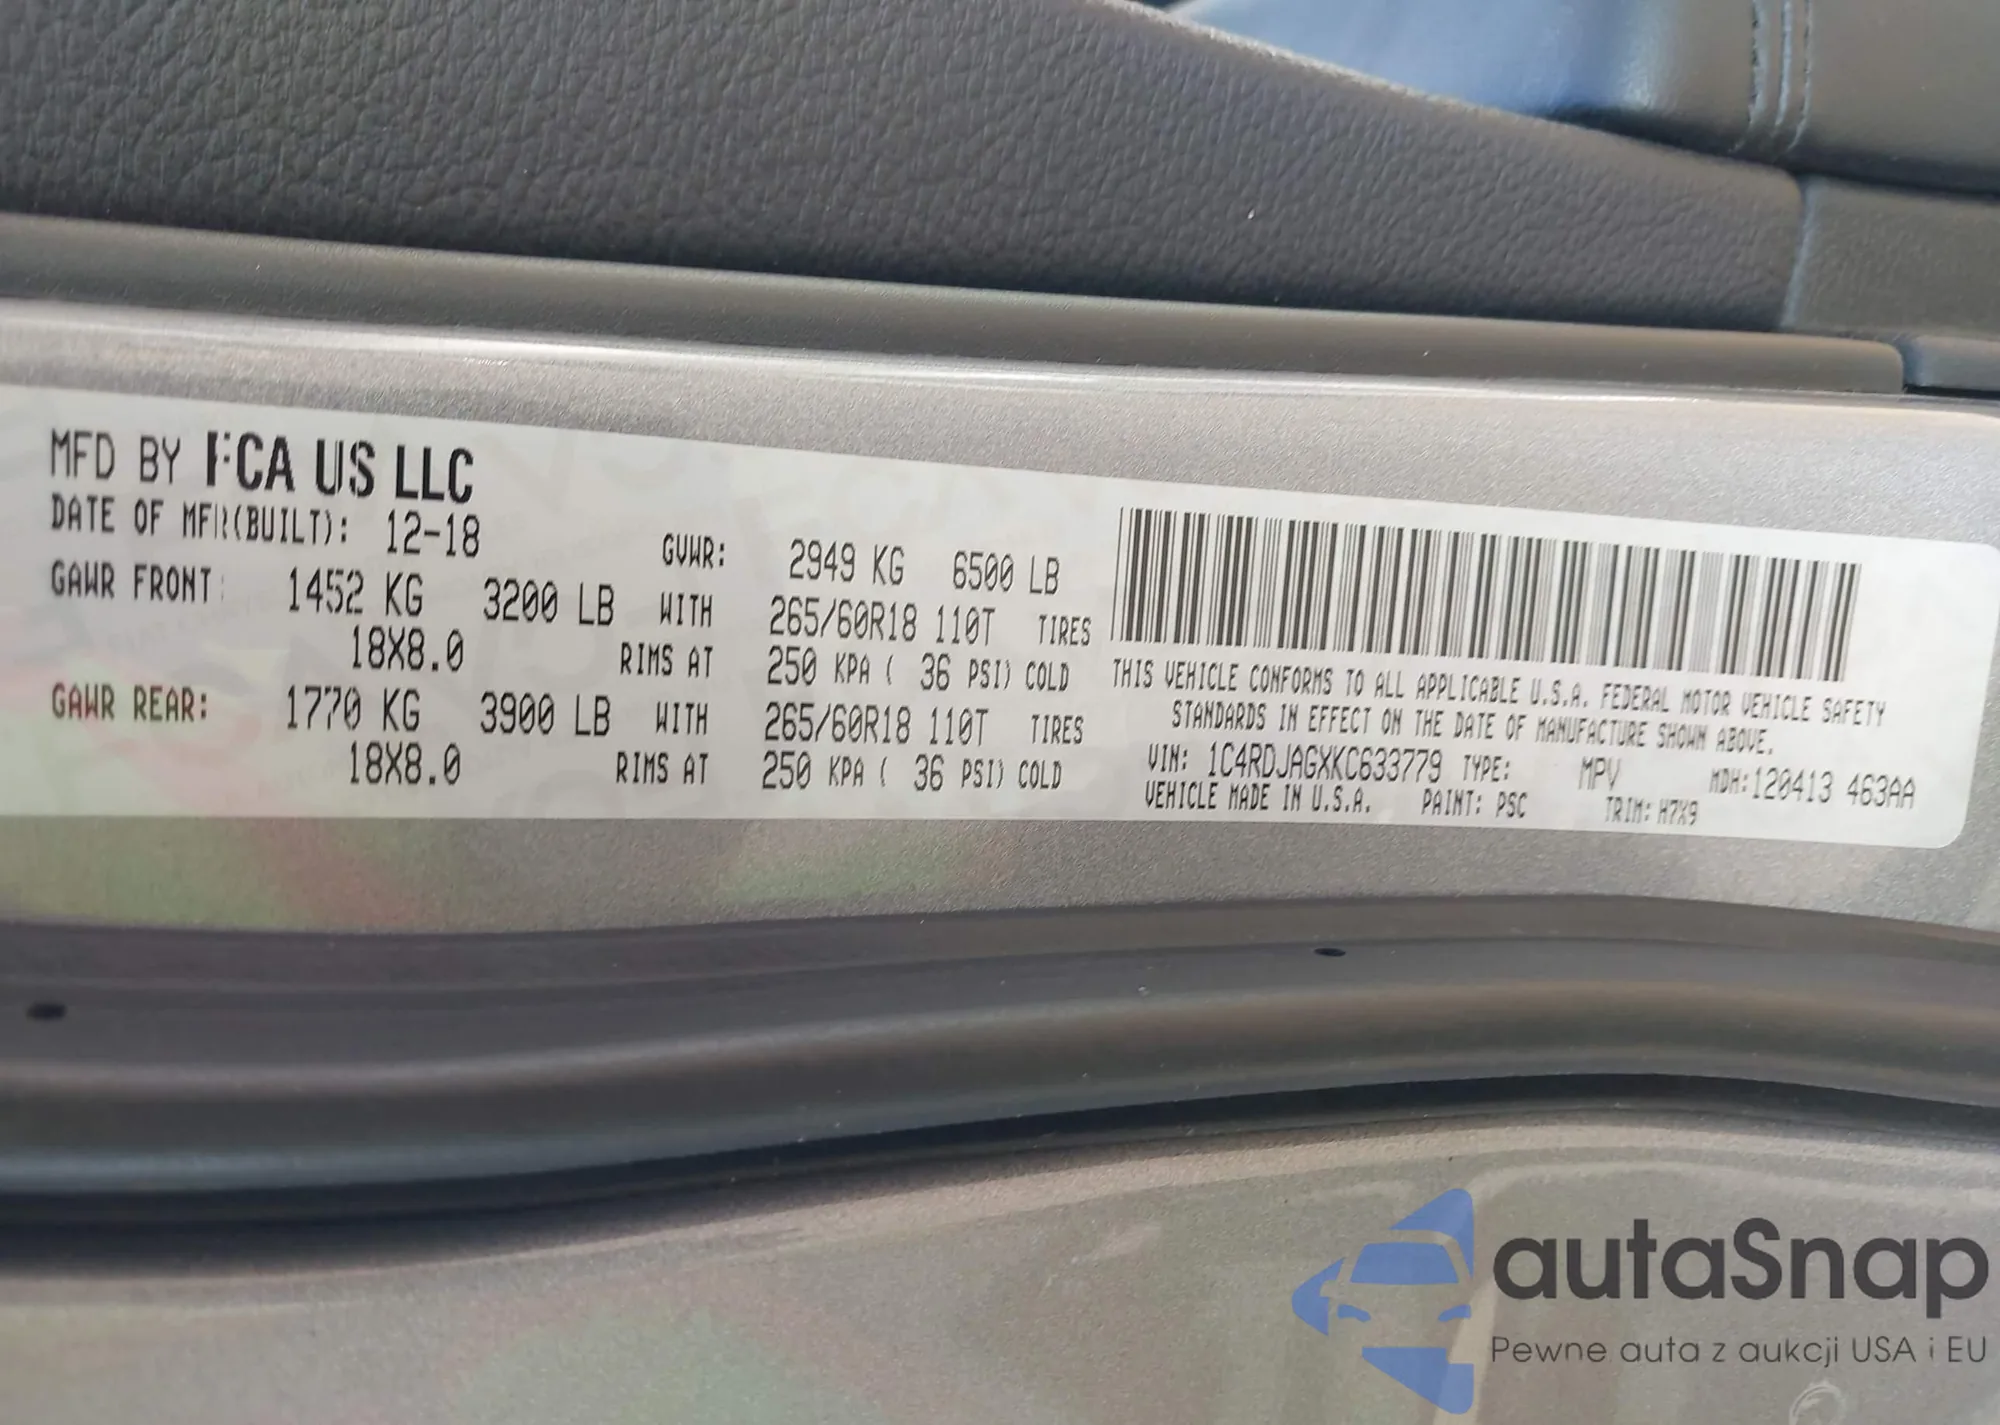 MFD BY FCA US LLC
DATE OF MFR(BUILT): 12-18 GVWR: 2949 KG 6500 LB
GAWR FRONT: 1452 KG 3200 LB WITH 265/60R18 110T TIRES
18X8.0 RIMS AT 250 KPA ( 36 PSI) COLD
GAWR REAR: 1770 KG 3900 LB WITH 265/60R18 110T TIRES
18X8.0 RIMS AT 250 KPA ( 36 PSI) COLD
THIS VEHICLE CONFORMS TO ALL APPLICABLE U.S.A. FEDERAL MOTOR VEHICLE SAFETY
STANDARDS IN EFFECT ON THE DATE OF MANUFACTURE SHOWN ABOVE.
VIN: 1C4RDJAGXKC633779 TYPE: MPV MDH:120413 463AA
VEHICLE MADE IN U.S.A. PAINT: PSC TRIM: H7X9
autaSnap
Pewne auta z aukcji USA i EU